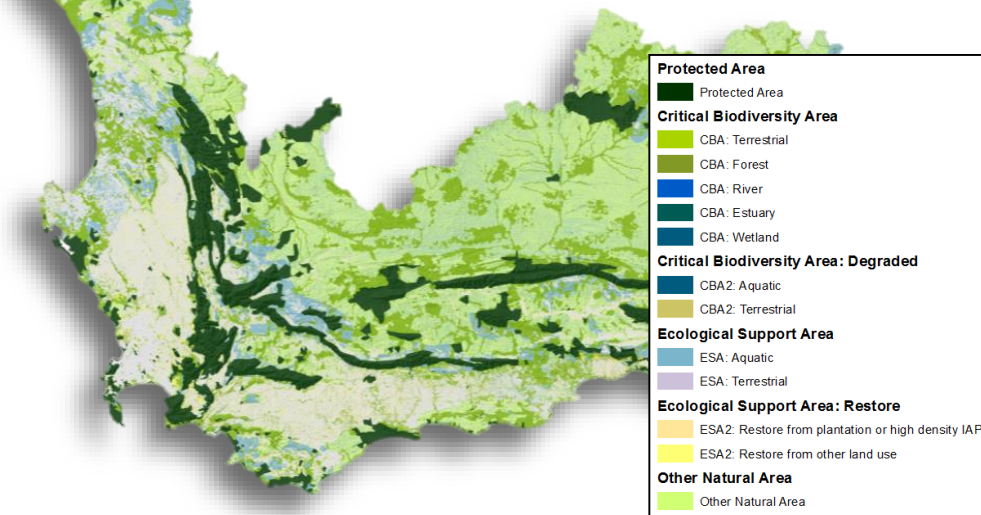 Protected Area
Protected Area
Critical Biodiversity Area
CBA: Terrestrial
CBA: Forest
CBA: River
CBA: Estuary
CBA: Wetland
Critical Biodiversity Area: Degraded
CBA2: Aquatic
CBA2: Terrestrial
Ecological Support Area
ESA: Aquatic
ESA: Terrestrial
Ecological Support Area: Restore
ESA2: Restore from plantation or high density IAP
ESA2: Restore from other land use
Other Natural Area
Other Natural Area